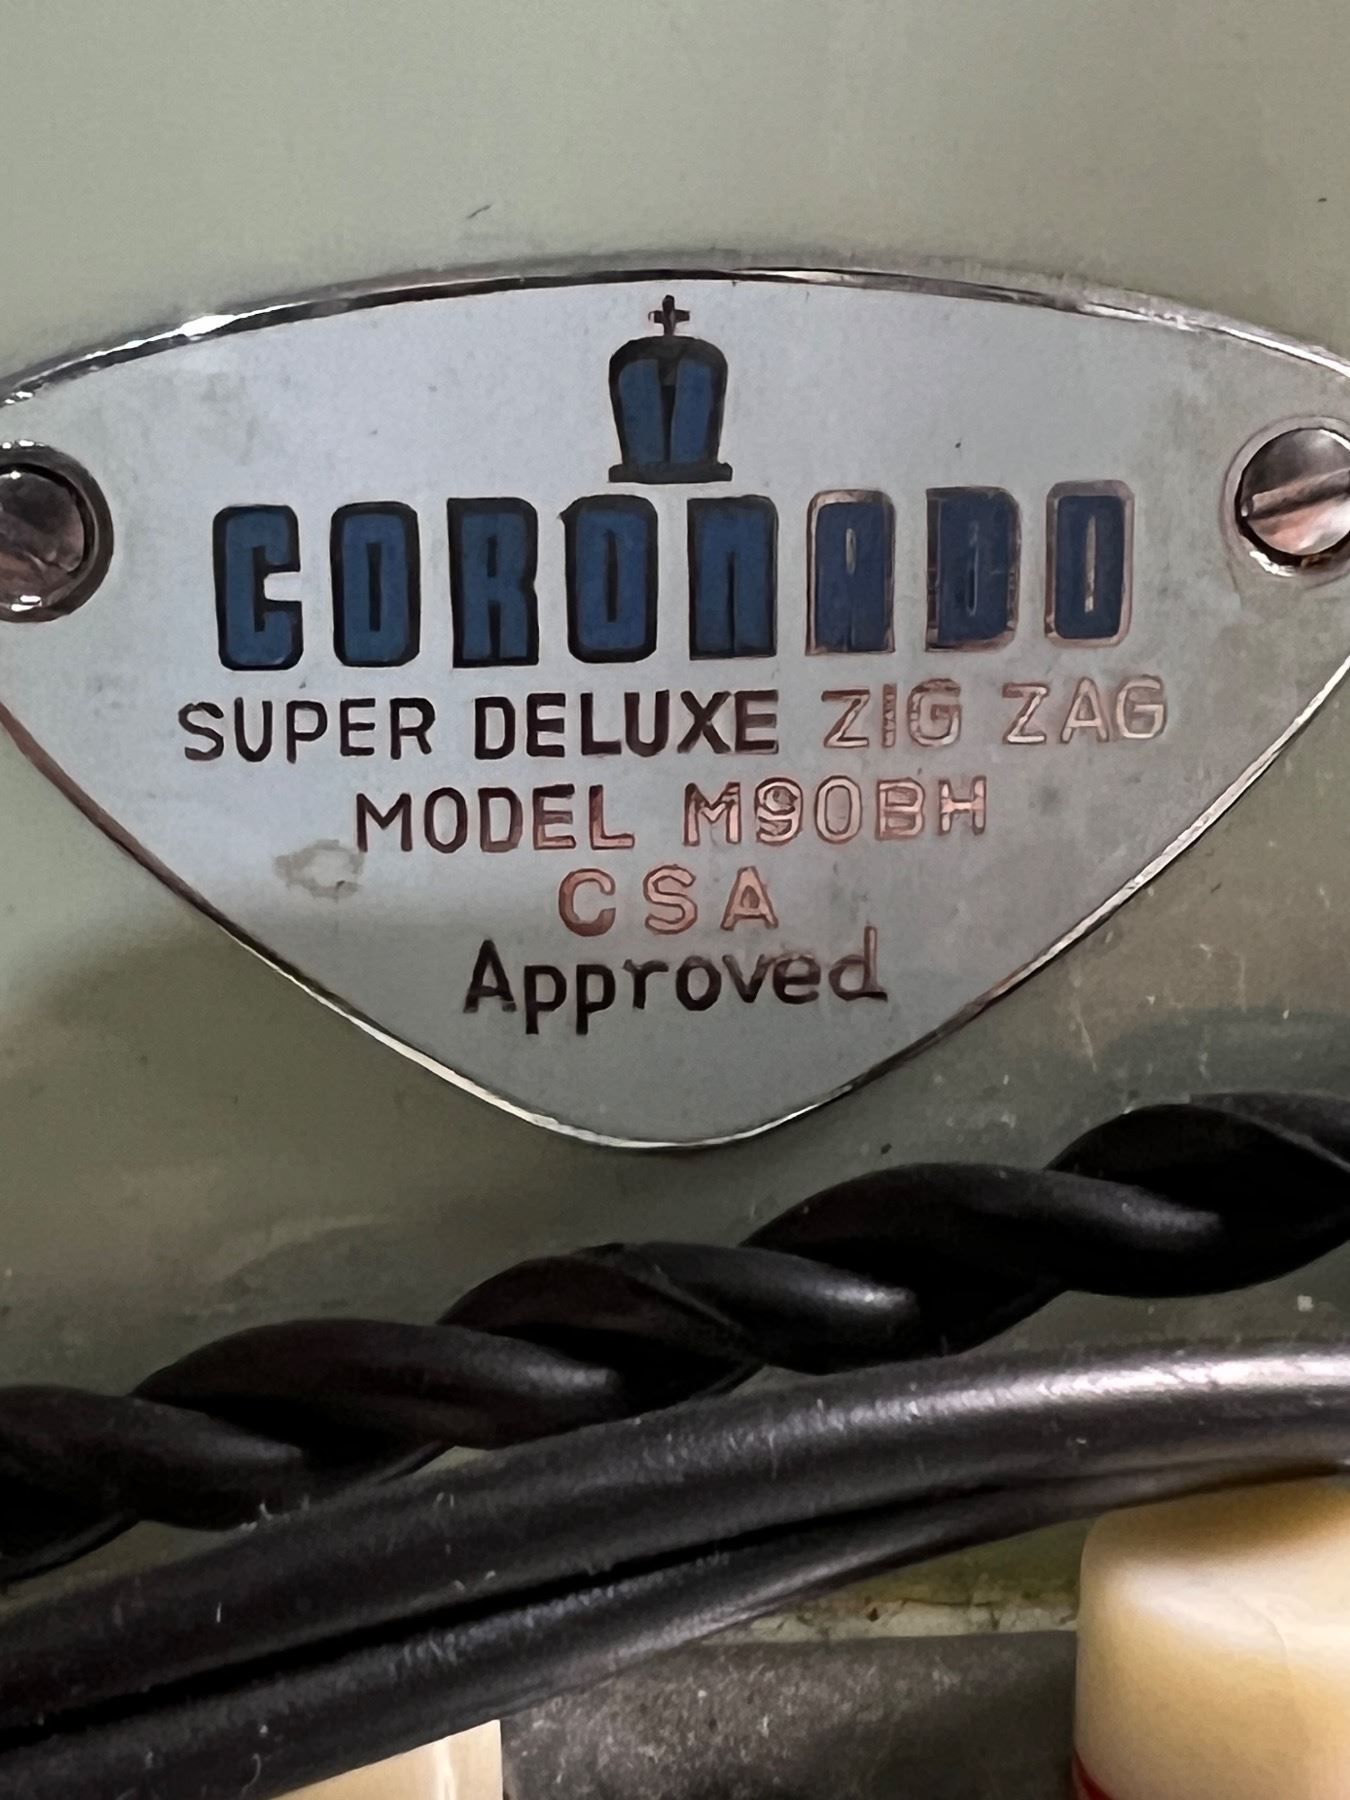 CORONADO
SUPER DELUXE ZIG ZAG
MODEL M90BH
CSA
Approved